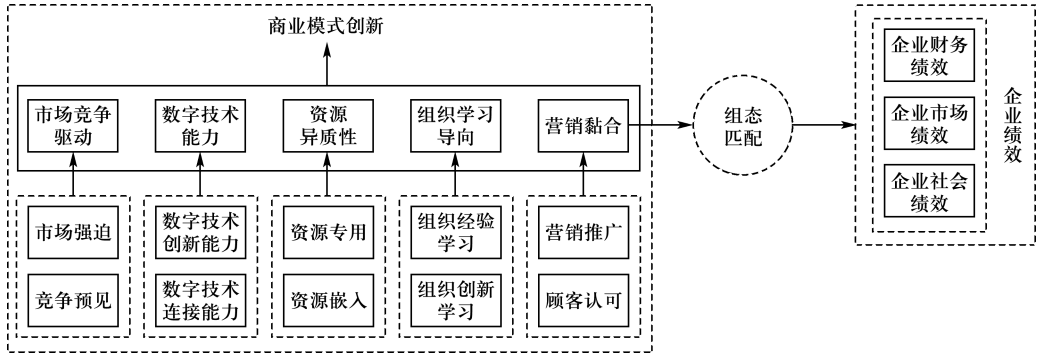 商业模式创新
市场竞争
驱动
数字技术
能力
资源
异质性
组织学习
导向
营销黏合
市场强迫
竞争预见
数字技术
创新能力
数字技术
连接能力
资源专用
资源嵌入
组织经验
学习
组织创新
学习
营销推广
顾客认可
组态
匹配
企业财务
绩效
企业市场
绩效
企业社会
绩效
企业绩效